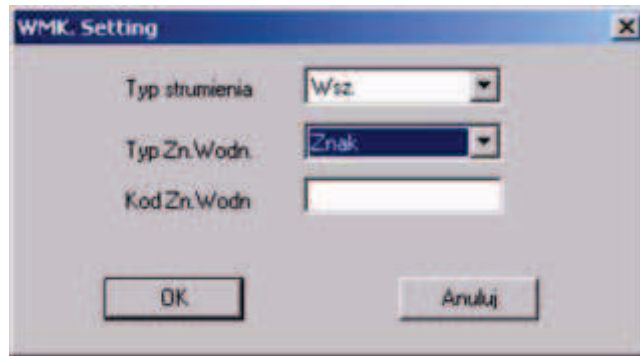 WMK. Setting
Typ strumienia Wsz
Typ.Zn.Wodn. Znak
Kod Zn.Wodn
OK Anuluj